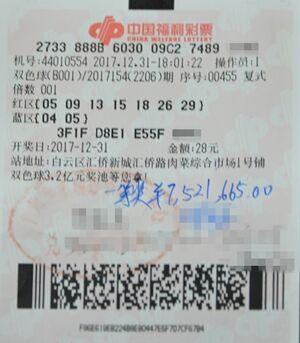 中国福利彩票
CHINA WELFARE LOTTERY
2733 888B 6030 09C2 7489
机号:44010554 2017.12.31-18:01:22 操作员:1
双色球(B001)/2017154(2206)期 序号:00455 复式
倍数 001
红区{05 09 13 15 18 26 29}
蓝区{04 05}
3F1F D8E1 E55F
开奖日:2017-12-31 金额:28元
站地址:白云区汇侨新城汇侨路肉菜综合市场1号铺
双色球3.2亿元奖池等您拿!
一等奖¥7,521,665.00